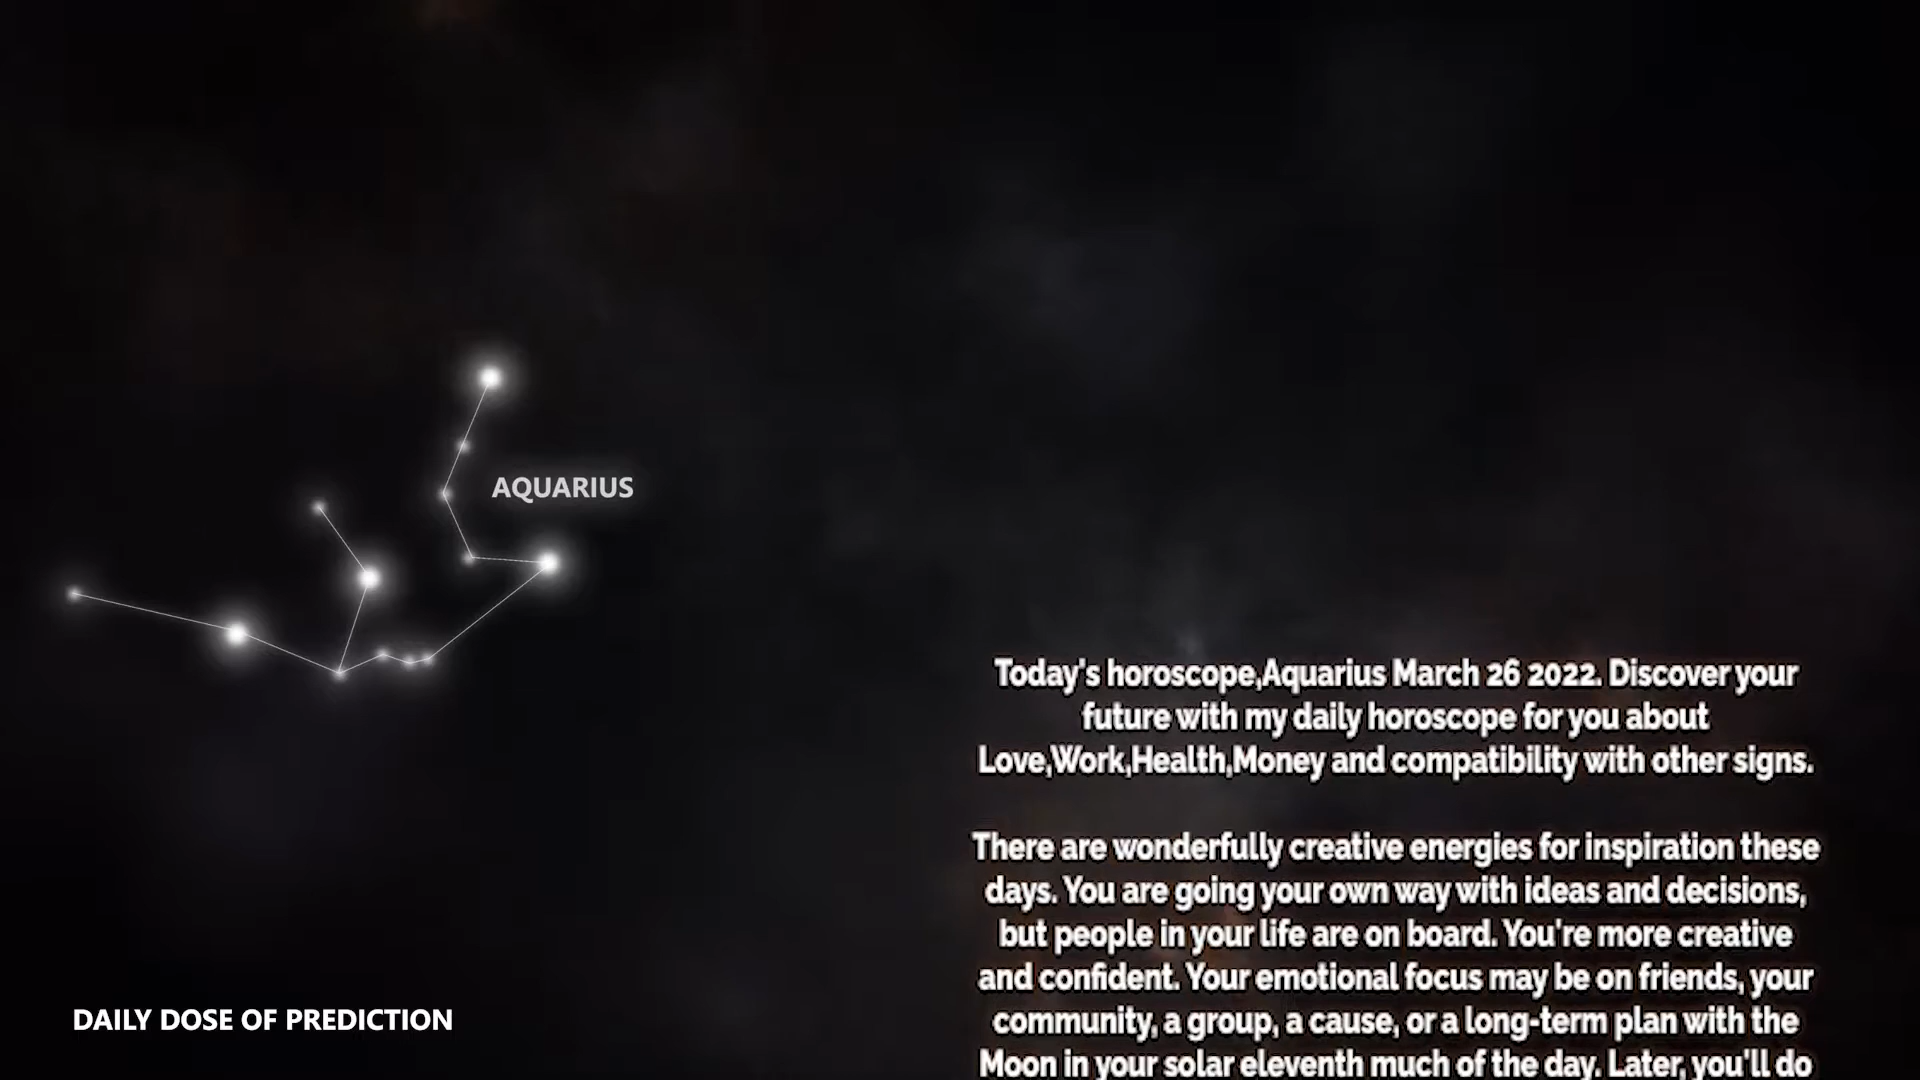 AQUARIUS
Today's horoscope,Aquarius March 26 2022. Discover your
future with my daily horoscope for you about
Love,Work,Health,Money and compatibility with other signs.
There are wonderfully creative energies for inspiration these
days. You are going your own way with ideas and decisions,
but people in your life are on board. You're more creative
and confident. Your emotional focus may be on friends, your
community, a group, a cause, or a long-term plan with the
Moon in your solar eleventh much of the day. Later, you'll do
DAILY DOSE OF PREDICTION